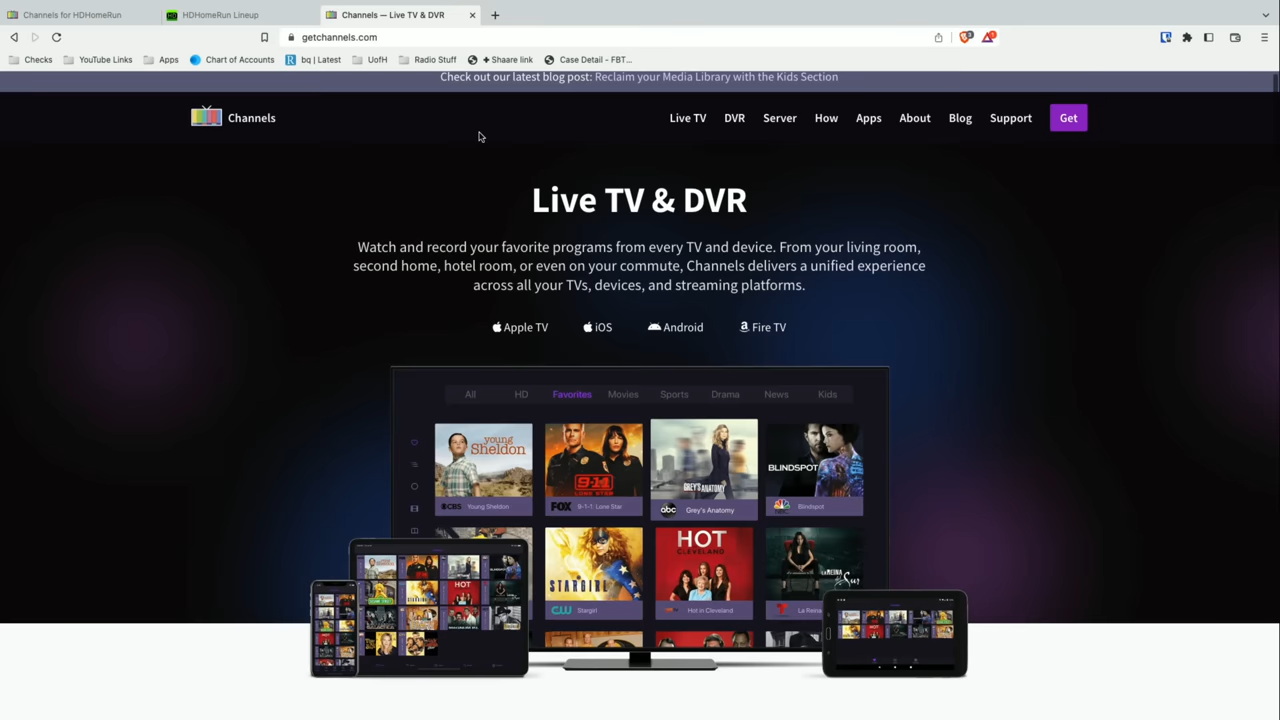 Channels for HDHomeRun
HDHomeRun Lineup
Channels — Live TV & DVR
getchannels.com
Checks
YouTube Links
Apps
Chart of Accounts
bq | Latest
UofH
Radio Stuff
+ Shaare link
Case Detail - FBT...
Check out our latest blog post: Reclaim your Media Library with the Kids Section
Channels
Live TV
DVR
Server
How
Apps
About
Blog
Support
Get
Live TV & DVR
Watch and record your favorite programs from every TV and device. From your living room,
second home, hotel room, or even on your commute, Channels delivers a unified experience
across all your TVs, devices, and streaming platforms.
Apple TV
iOS
Android
Fire TV
All
HD
Favorites
Movies
Sports
Drama
News
Kids
young
Sheldon
9-1-1
LONE STAR
GREY'S ANATOMY
BLINDSPOT
CBS
Young Sheldon
FOX
9-1-1: Lone Star
abc
Grey's Anatomy
Blindspot
STARGIRL
HOT
CLEVELAND
CW
Stargirl
Hot in Cleveland
La Reina